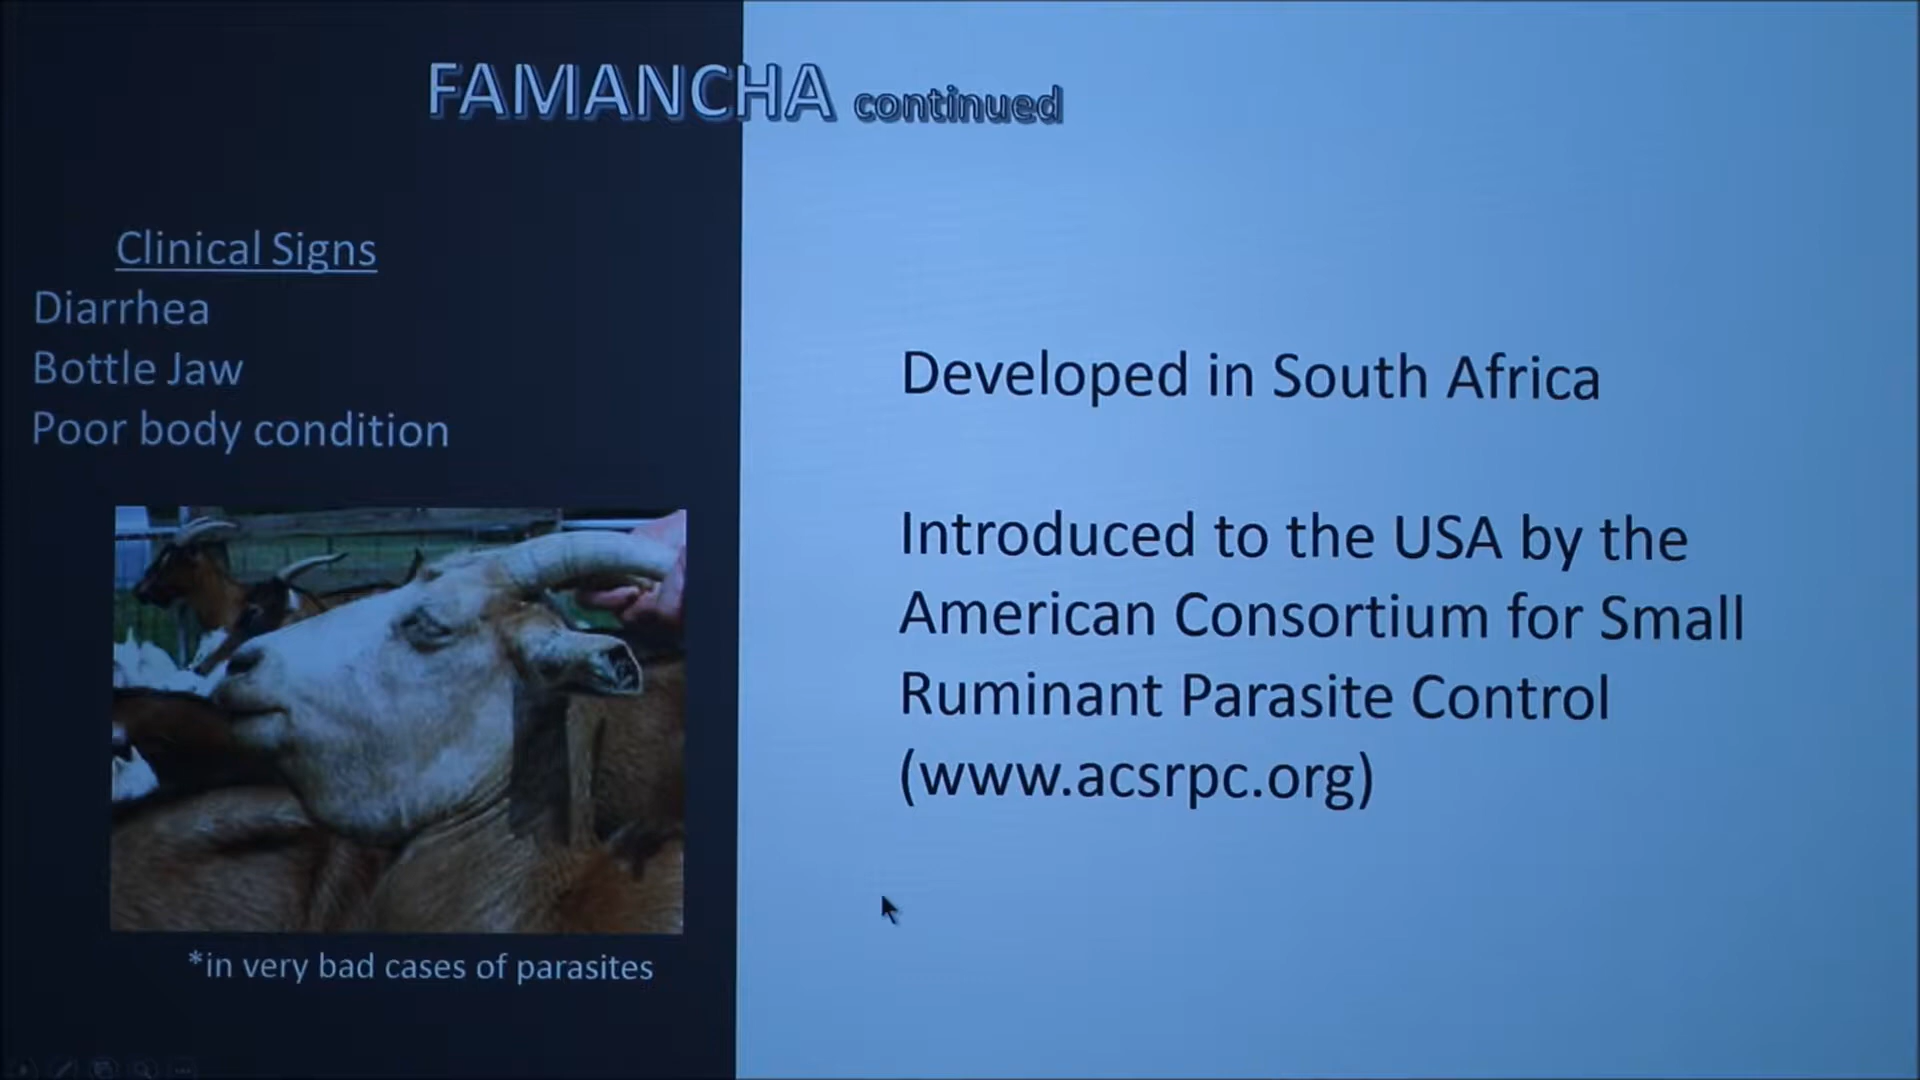 FAMANCHA continued
Clinical Signs
Diarrhea
Bottle Jaw
Poor body condition
*in very bad cases of parasites
Developed in South Africa
Introduced to the USA by the
American Consortium for Small
Ruminant Parasite Control
(www.acsrpc.org)